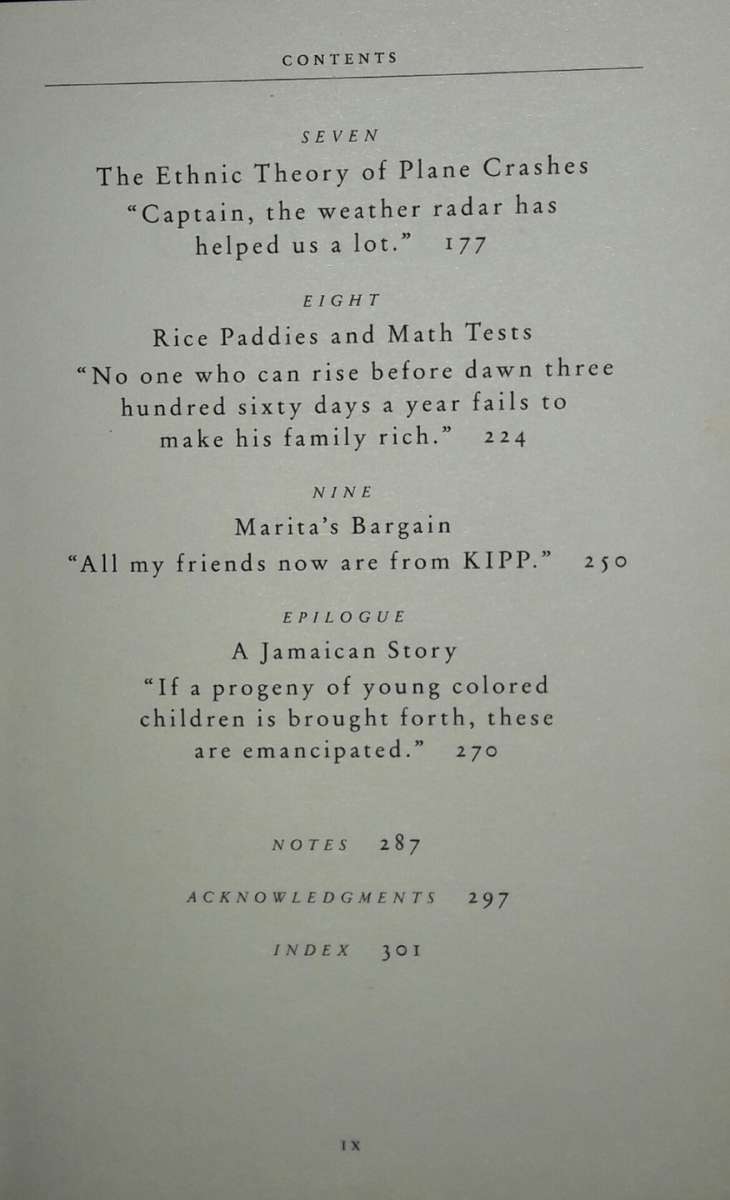 CONTENTS
SEVEN
The Ethnic Theory of Plane Crashes
“Captain, the weather radar has
helped us a lot.” 177
EIGHT
Rice Paddies and Math Tests
“No one who can rise before dawn three
hundred sixty days a year fails to
make his family rich.” 224
NINE
Marita’s Bargain
“All my friends now are from KIPP.” 250
EPILOGUE
A Jamaican Story
“If a progeny of young colored
children is brought forth, these
are emancipated.” 270
NOTES 287
ACKNOWLEDGMENTS 297
INDEX 301
IX